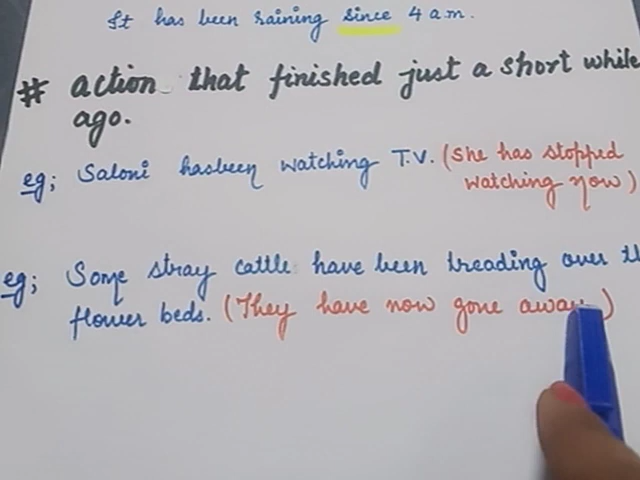 It has been raining since 4 a.m.
# action that finished just a short while
ago.
eg; Saloni hasbeen watching T.V. (She has stopped
watching now)
eg; Some stray cattle have been treading over th
flower beds. (They have now gone away)